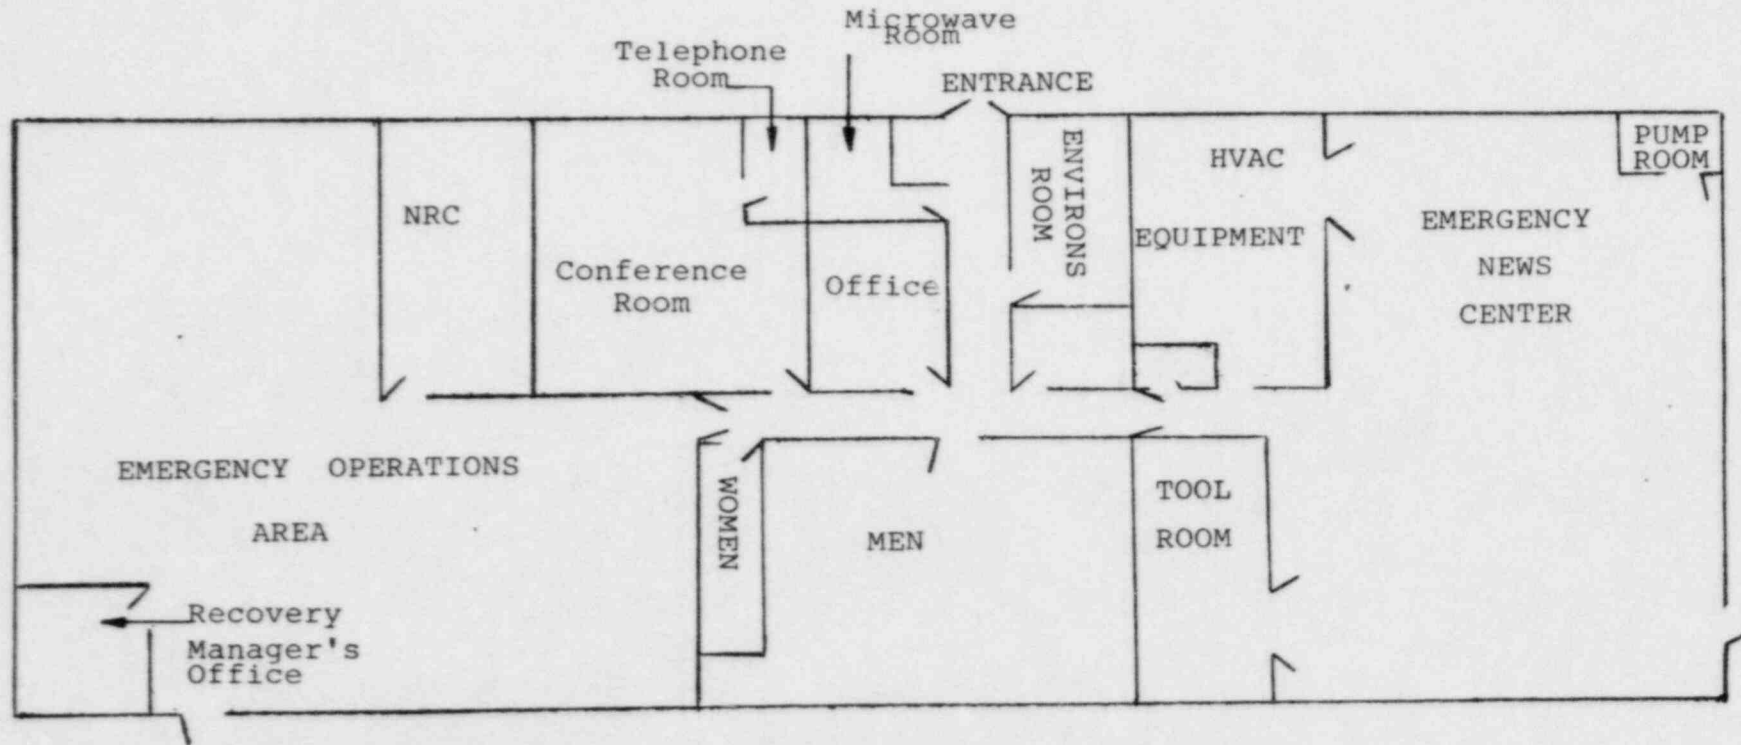 Microwave
Room
Telephone
Room
ENTRANCE
PUMP
ROOM
ENVIRONS
ROOM
HVAC
EQUIPMENT
NRC
EMERGENCY
NEWS
CENTER
Conference
Room
Office
EMERGENCY OPERATIONS
AREA
WOMEN
MEN
TOOL
ROOM
Recovery
Manager's
Office